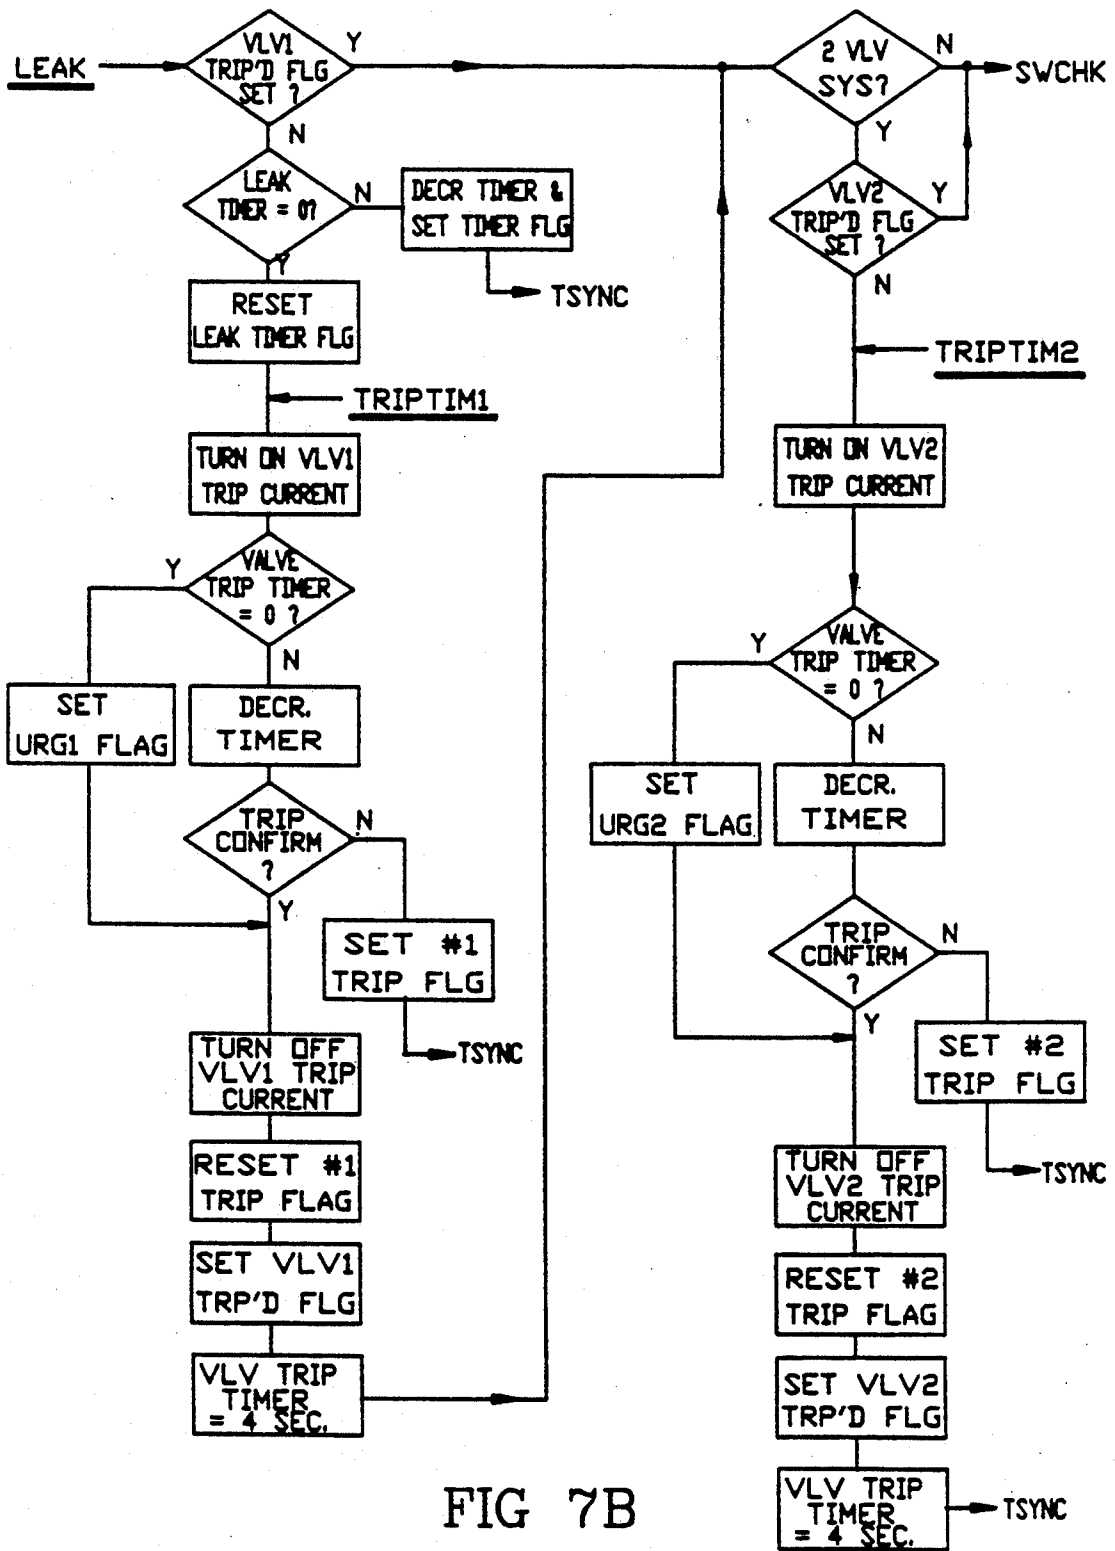 LEAK
VLV1
TRIP'D FLG
SET ?
Y
N
LEAK
TIMER = 0?
N
Y
DECR TIMER &
SET TIMER FLG
TSYNC
RESET
LEAK TIMER FLG
TRIPTIM1
TURN ON VLV1
TRIP CURRENT
VALVE
TRIP TIMER
= 0 ?
Y
N
SET
URG1 FLAG
DECR.
TIMER
TRIP
CONFIRM
?
N
Y
SET #1
TRIP FLG
TSYNC
TURN OFF
VLV1 TRIP
CURRENT
RESET #1
TRIP FLAG
SET VLV1
TRP'D FLG
VLV TRIP
TIMER
= 4 SEC.
2 VLV
SYS?
N
Y
SWCHK
VLV2
TRIP'D FLG
SET ?
Y
N
TRIPTIM2
TURN ON VLV2
TRIP CURRENT
VALVE
TRIP TIMER
= 0 ?
Y
N
SET
URG2 FLAG
DECR.
TIMER
TRIP
CONFIRM
?
N
Y
SET #2
TRIP FLG
TSYNC
TURN OFF
VLV2 TRIP
CURRENT
RESET #2
TRIP FLAG
SET VLV2
TRP'D FLG
VLV TRIP
TIMER
= 4 SEC.
TSYNC
FIG 7B